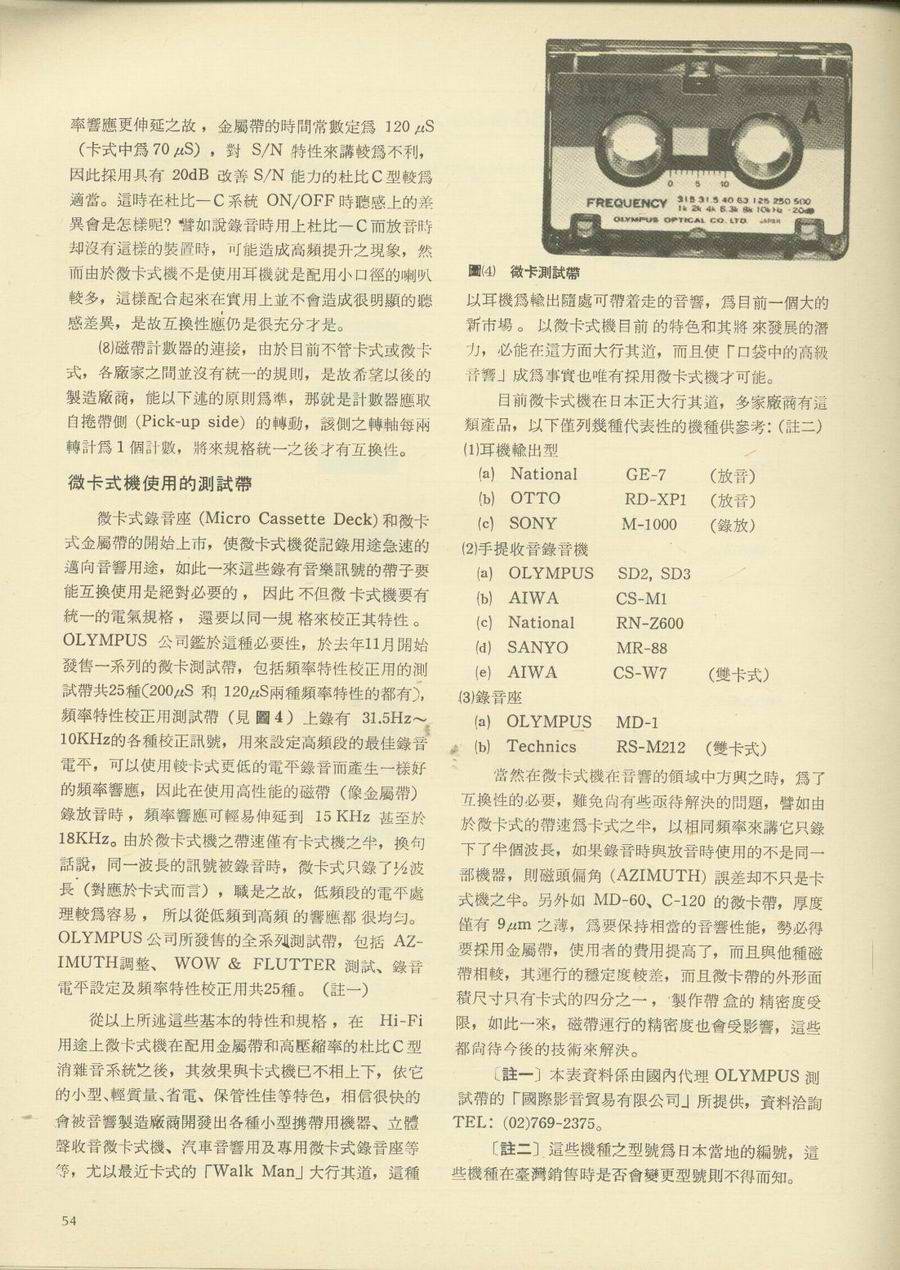 率響應更伸延之故，金屬帶的時間常數定爲 120 μS
（卡式中爲 70 μS），對 S/N 特性來講較爲不利，
因此採用具有 20dB 改善 S/N 能力的杜比C型較爲
適當。這時在杜比一C系統 ON/OFF 時聽感上的差
異會是怎樣呢？譬如說錄音時用上杜比一C而放音時
却沒有這樣的裝置時，可能造成高頻提升之現象，然
而由於微卡式機不是使用耳機就是配用小口徑的喇叭
較多，這樣配合起來在實用上並不會造成很明顯的聽
感差異，是故互換性應仍是很充分才是。
⑻磁帶計數器的連接，由於目前不管卡式或微卡
式，各廠家之間並沒有統一的規則，是故希望以後的
製造廠商，能以下述的原則爲準，那就是計數器應取
自捲帶側 (Pick-up side) 的轉動，該側之轉軸每兩
轉計爲1個計數，將來規格統一之後才有互換性。
微卡式機使用的測試帶
微卡式錄音座 (Micro Cassette Deck) 和微卡
式金屬帶的開始上市，使微卡式機從記錄用途急速的
邁向音響用途，如此一來這些錄有音樂訊號的帶子要
能互換使用是絕對必要的，因此不但微卡式機要有
統一的電氣規格，還要以同一規格來校正其特性。
OLYMPUS 公司鑑於這種必要性，於去年11月開始
發售一系列的微卡測試帶，包括頻率特性校正用的測
試帶共25種〔200μS 和 120μS兩種頻率特性的都有〕，
頻率特性校正用測試帶（見圖4）上錄有 31.5Hz～
10KHz的各種校正訊號，用來設定高頻段的最佳錄音
電平，可以使用較卡式更低的電平錄音而產生一樣好
的頻率響應，因此在使用高性能的磁帶（像金屬帶）
錄放音時，頻率響應可輕易伸延到 15 KHz 甚至於
18KHz。由於微卡式機之帶速僅有卡式機之半，換句
話說，同一波長的訊號被錄音時，微卡式只錄了½波
長（對應於卡式而言），職是之故，低頻段的電平處
理較爲容易，所以從低頻到高頻的響應都很均勻。
OLYMPUS 公司所發售的全系列測試帶，包括 AZ-
IMUTH調整、 WOW & FLUTTER 測試、錄音
電平設定及頻率特性校正用共25種。（註一）
從以上所述這些基本的特性和規格，在 Hi-Fi
用途上微卡式機在配用金屬帶和高壓縮率的杜比C型
消雜音系統之後，其效果與卡式機已不相上下，依它
的小型、輕質量、省電、保管性佳等特色，相信很快的
會被音響製造廠商開發出各種小型携帶用機器、立體
聲收音微卡式機、汽車音響用及專用微卡式錄音座等
等，尤以最近卡式的「Walk Man」大行其道，這種
54
A
0 5 10
FREQUENCY 31.5 31.5 40 63 125 250 500
1k 2k 4k 6.3k 8k 10kHz -20dB
OLYMPUS OPTICAL CO. LTD. JAPAN
圖⑷ 微卡測試帶
以耳機爲輸出隨處可帶着走的音響，爲目前一個大的
新市場。以微卡式機目前的特色和其將來發展的潛
力，必能在這方面大行其道，而且使「口袋中的高級
音響」成爲事實也唯有採用微卡式機才可能。
目前微卡式機在日本正大行其道，多家廠商有這
類產品，以下僅列幾種代表性的機種供參考：（註二）
⑴耳機輸出型
(a) National GE-7 （放音）
(b) OTTO RD-XP1 （放音）
(c) SONY M-1000 （錄放）
⑵手提收音錄音機
(a) OLYMPUS SD2, SD3
(b) AIWA CS-M1
(c) National RN-Z600
(d) SANYO MR-88
(e) AIWA CS-W7 （雙卡式）
⑶錄音座
(a) OLYMPUS MD-1
(b) Technics RS-M212 （雙卡式）
當然在微卡式機在音響的領域中方興之時，爲了
互換性的必要，難免尙有些亟待解決的問題，譬如由
於微卡式的帶速爲卡式之半，以相同頻率來講它只錄
下了半個波長，如果錄音時與放音時使用的不是同一
部機器，則磁頭偏角 (AZIMUTH) 誤差却不只是卡
式機之半。另外如 MD-60、C-120 的微卡帶，厚度
僅有 9μm 之薄，爲要保持相當的音響性能，勢必得
要採用金屬帶，使用者的費用提高了，而且與他種磁
帶相較，其運行的穩定度較差，而且微卡帶的外形面
積尺寸只有卡式的四分之一，製作帶盒的精密度受
限，如此一來，磁帶運行的精密度也會受影響，這些
都尙待今後的技術來解決。
〔註一〕本表資料係由國內代理 OLYMPUS 測
試帶的「國際影音貿易有限公司」所提供，資料洽詢
TEL：(02)769-2375。
〔註二〕這些機種之型號爲日本當地的編號，這
些機種在臺灣銷售時是否會變更型號則不得而知。